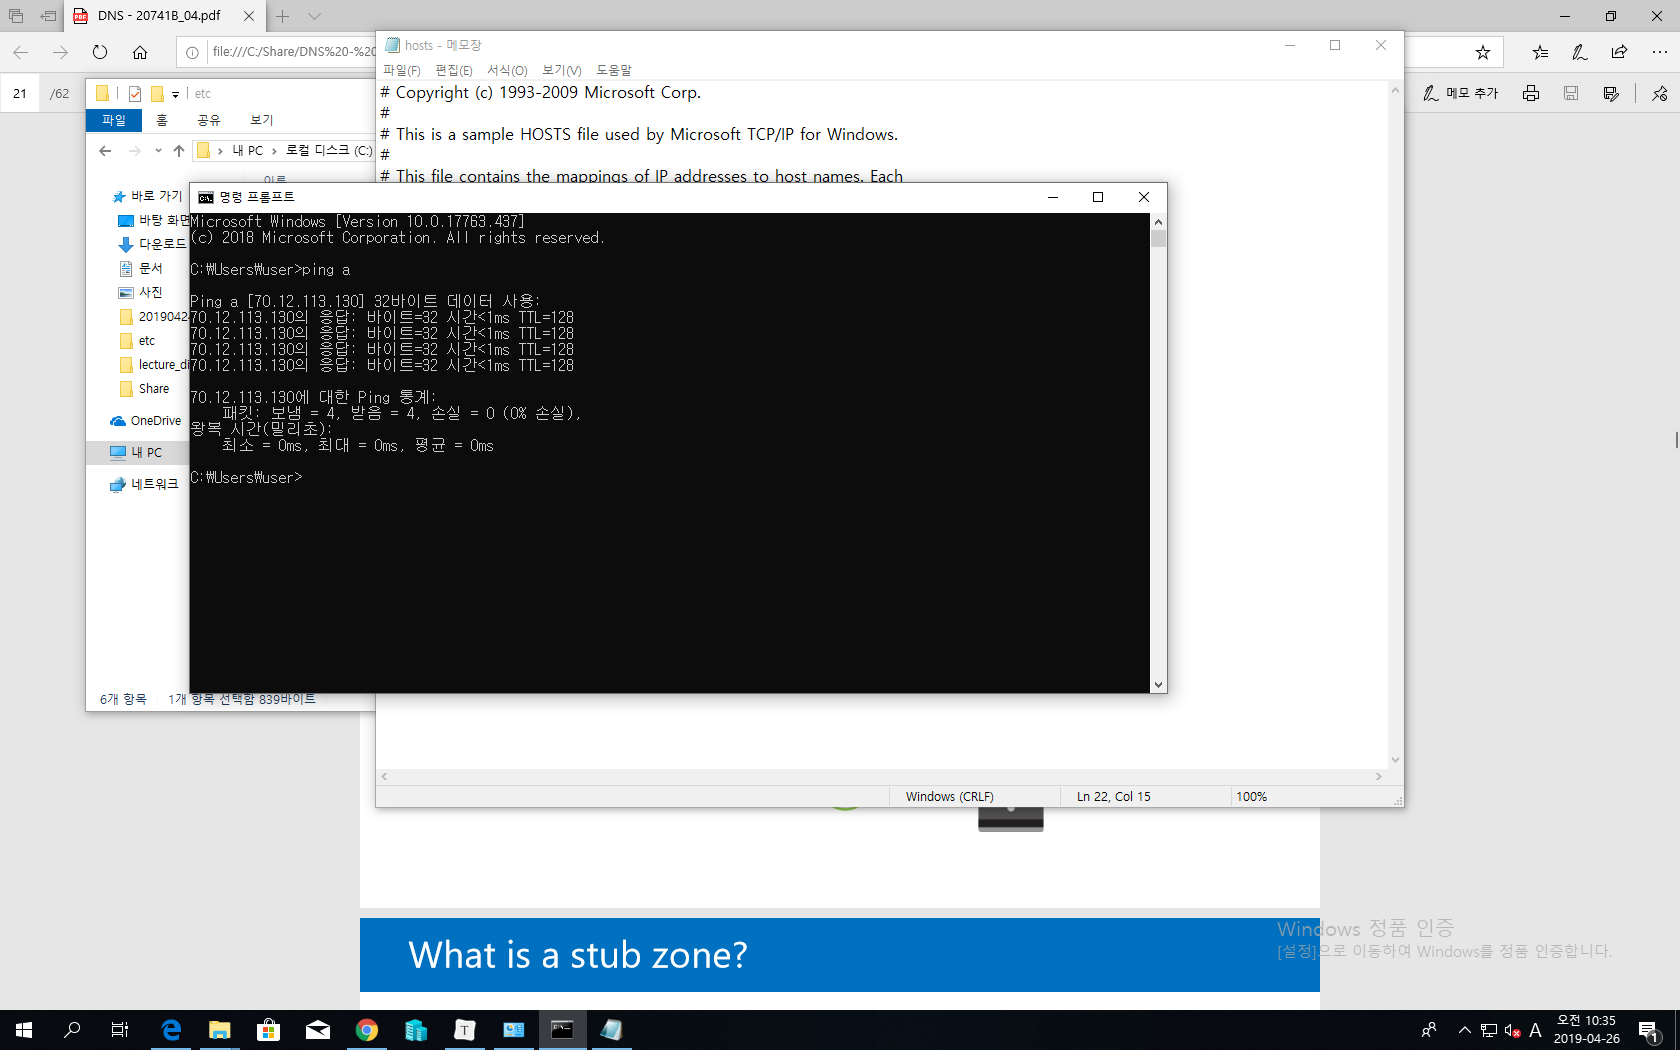 DNS - 20741B_04.pdf
file:///C:/Share/DNS%20-%20
21 /62
메모 추가
hosts - 메모장
파일(F) 편집(E) 서식(O) 보기(V) 도움말
# Copyright (c) 1993-2009 Microsoft Corp.
#
# This is a sample HOSTS file used by Microsoft TCP/IP for Windows.
#
# This file contains the mappings of IP addresses to host names. Each
etc
파일 홈 공유 보기
내 PC 로컬 디스크 (C:)
이름
바로 가기
바탕 화면
다운로드
문서
사진
2019042
etc
lecture_di
Share
OneDrive
내 PC
네트워크
6개 항목 1개 항목 선택함 839바이트
명령 프롬프트
Microsoft Windows [Version 10.0.17763.437]
(c) 2018 Microsoft Corporation. All rights reserved.
C:\Users\user>ping a
Ping a [70.12.113.130] 32바이트 데이터 사용:
70.12.113.130의 응답: 바이트=32 시간<1ms TTL=128
70.12.113.130의 응답: 바이트=32 시간<1ms TTL=128
70.12.113.130의 응답: 바이트=32 시간<1ms TTL=128
70.12.113.130의 응답: 바이트=32 시간<1ms TTL=128
70.12.113.130에 대한 Ping 통계:
패킷: 보냄 = 4, 받음 = 4, 손실 = 0 (0% 손실),
왕복 시간(밀리초):
최소 = 0ms, 최대 = 0ms, 평균 = 0ms
C:\Users\user>
Windows (CRLF) Ln 22, Col 15 100%
What is a stub zone?
Windows 정품 인증
[설정]으로 이동하여 Windows를 정품 인증합니다.
A
오전 10:35
2019-04-26
1